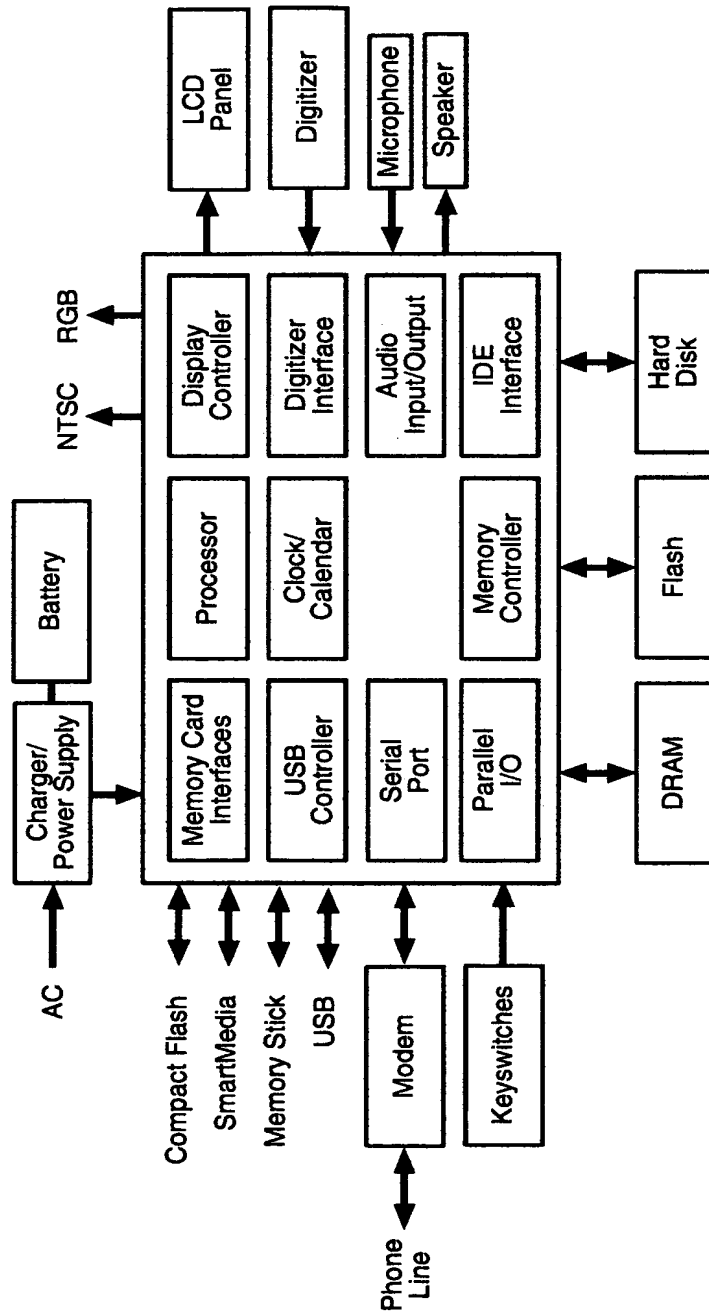 AC
Charger/
Power Supply
Battery
NTSC
RGB
Compact Flash
SmartMedia
Memory Stick
USB
Phone
Line
Modem
Keyswitches
Memory Card
Interfaces
Processor
Display
Controller
USB
Controller
Clock/
Calendar
Digitizer
Interface
Serial
Port
Audio
Input/Output
Parallel
I/O
Memory
Controller
IDE
Interface
LCD
Panel
Digitizer
Microphone
Speaker
DRAM
Flash
Hard
Disk